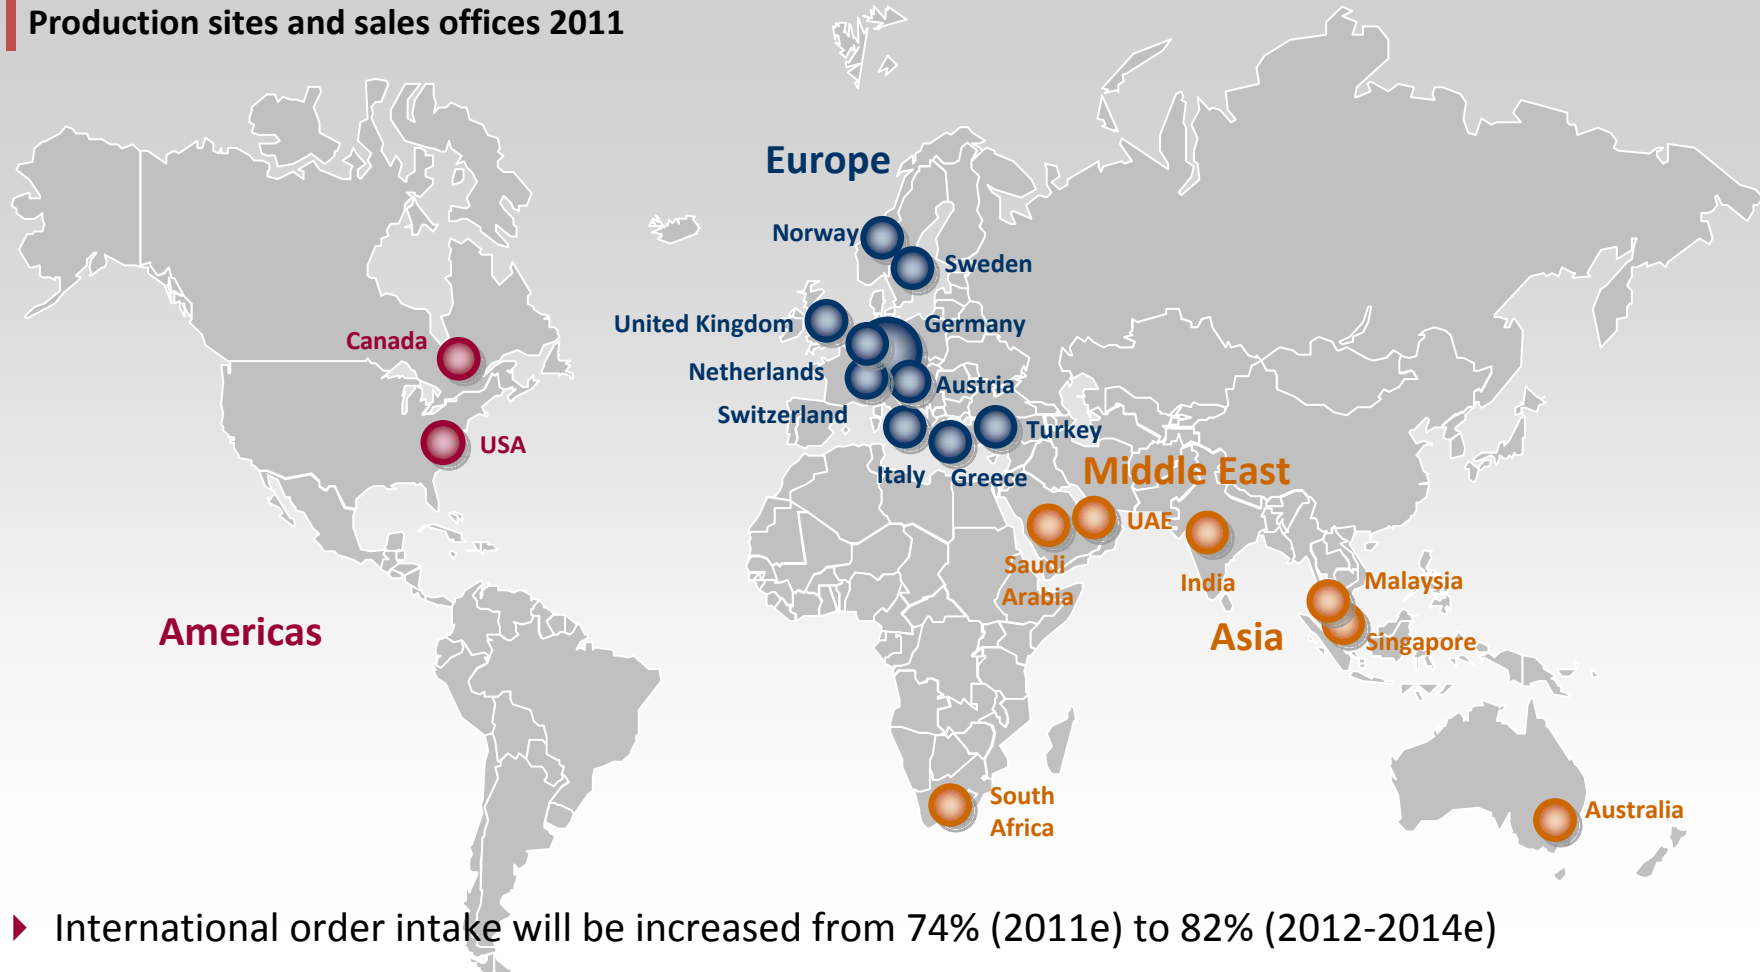 Production sites and sales offices 2011
Europe
Norway
Sweden
United Kingdom
Germany
Canada
Netherlands
Austria
Switzerland
Turkey
USA
Italy
Greece
Middle East
UAE
Saudi
Arabia
India
Malaysia
Americas
Asia
Singapore
South
Africa
Australia
International order intake will be increased from 74% (2011e) to 82% (2012-2014e)